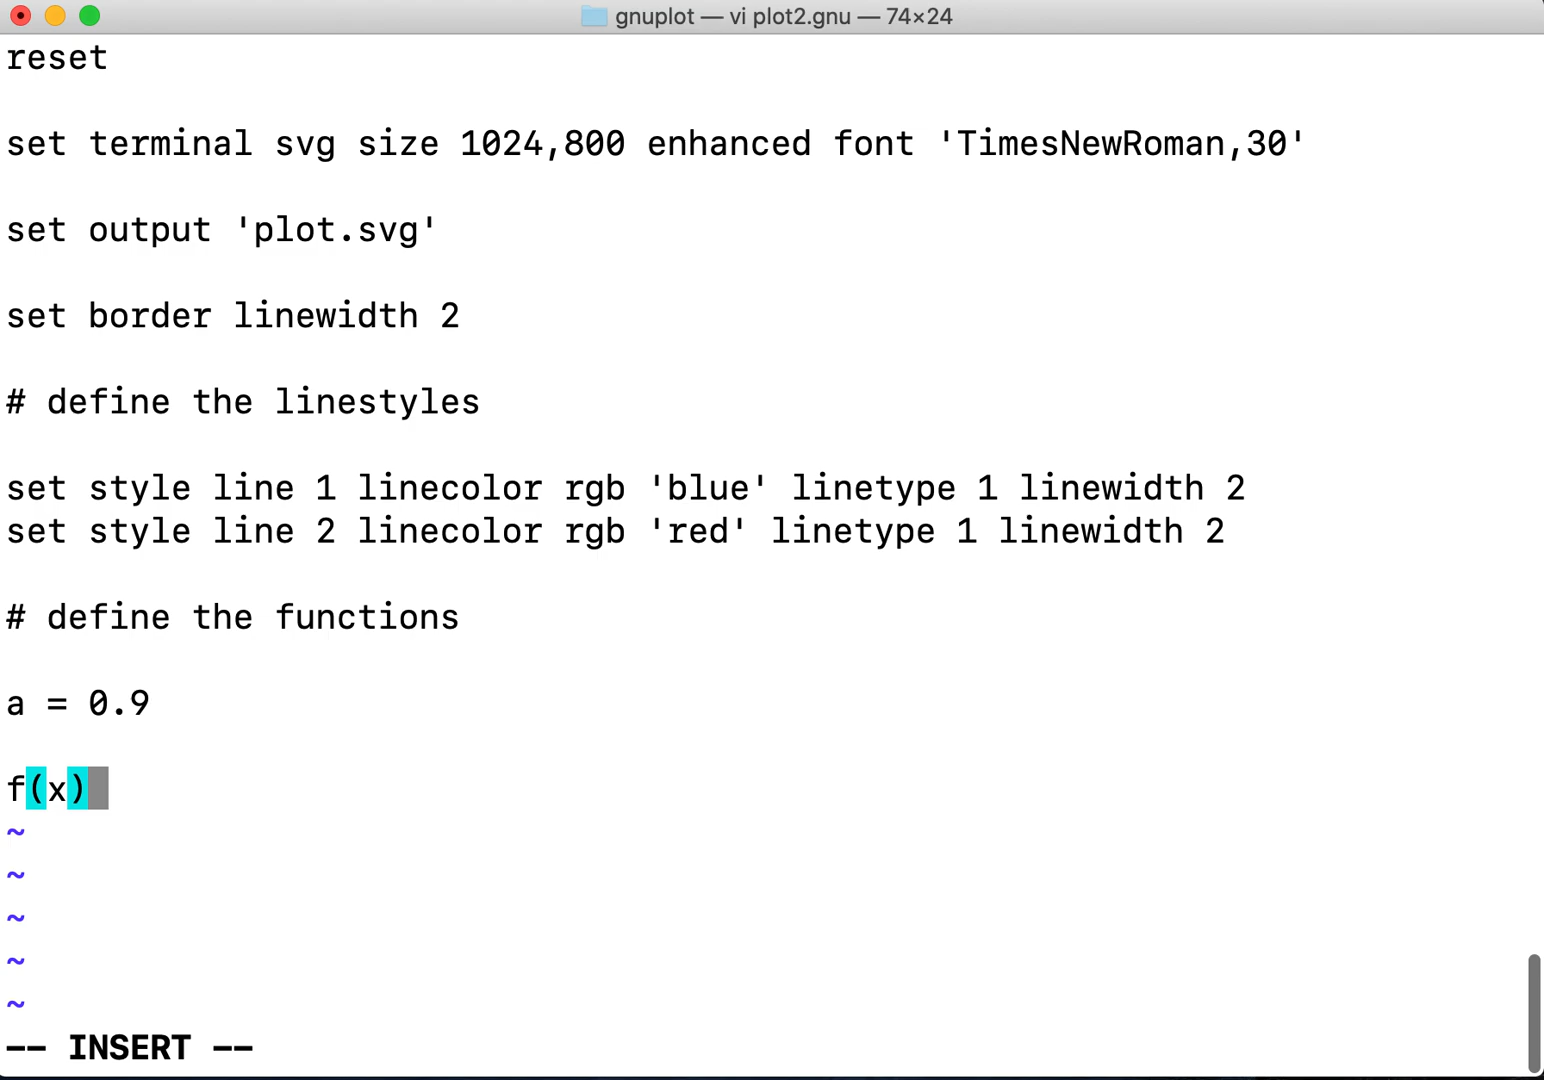 gnuplot — vi plot2.gnu — 74×24
reset
set terminal svg size 1024,800 enhanced font 'TimesNewRoman,30'
set output 'plot.svg'
set border linewidth 2
# define the linestyles
set style line 1 linecolor rgb 'blue' linetype 1 linewidth 2
set style line 2 linecolor rgb 'red' linetype 1 linewidth 2
# define the functions
a = 0.9
f(x)
~
~
~
~
~
-- INSERT --